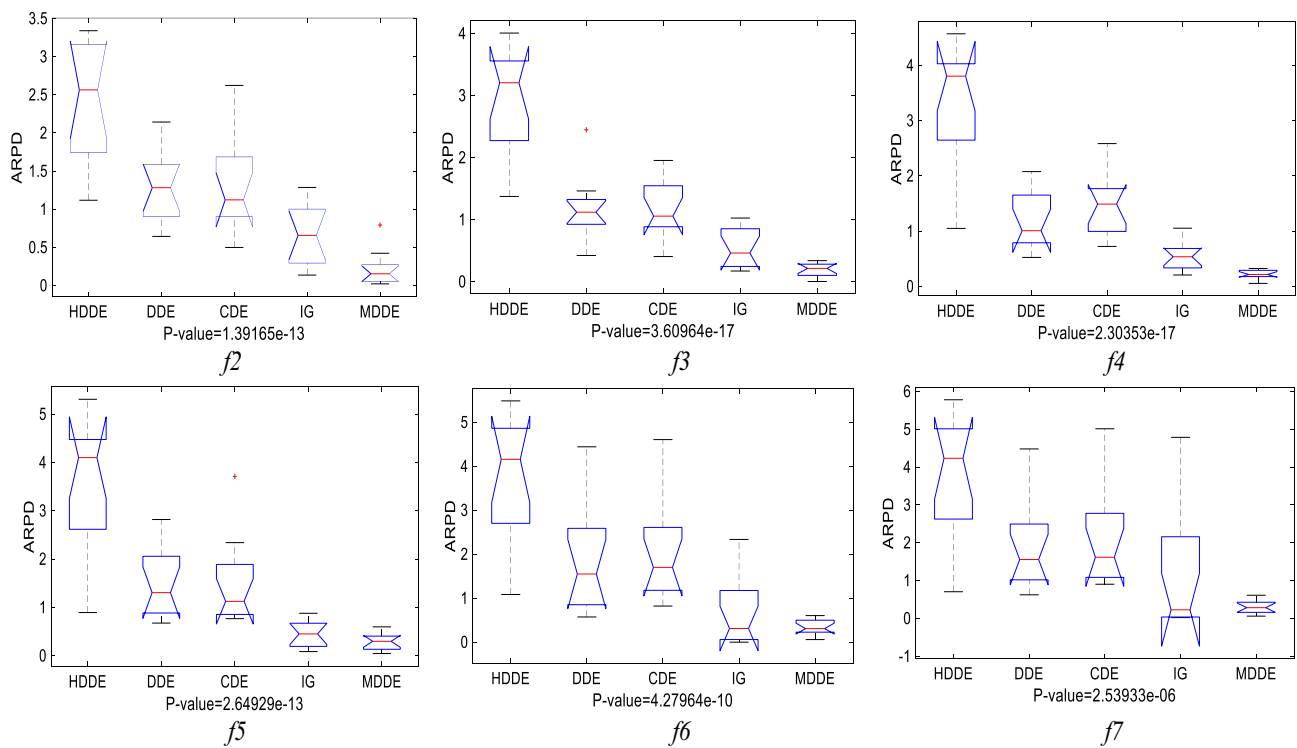 3.5
3
2.5
2
1.5
1
0.5
0
ARPD
HDDE DDE CDE IG MDDE
P-value=1.39165e-13
f2
4
3
2
1
0
ARPD
HDDE DDE CDE IG MDDE
P-value=3.60964e-17
f3
4
3
2
1
0
ARPD
HDDE DDE CDE IG MDDE
P-value=2.30353e-17
f4
5
4
3
2
1
0
ARPD
HDDE DDE CDE IG MDDE
P-value=2.64929e-13
f5
5
4
3
2
1
0
ARPD
HDDE DDE CDE IG MDDE
P-value=4.27964e-10
f6
6
5
4
3
2
1
0
-1
ARPD
HDDE DDE CDE IG MDDE
P-value=2.53933e-06
f7